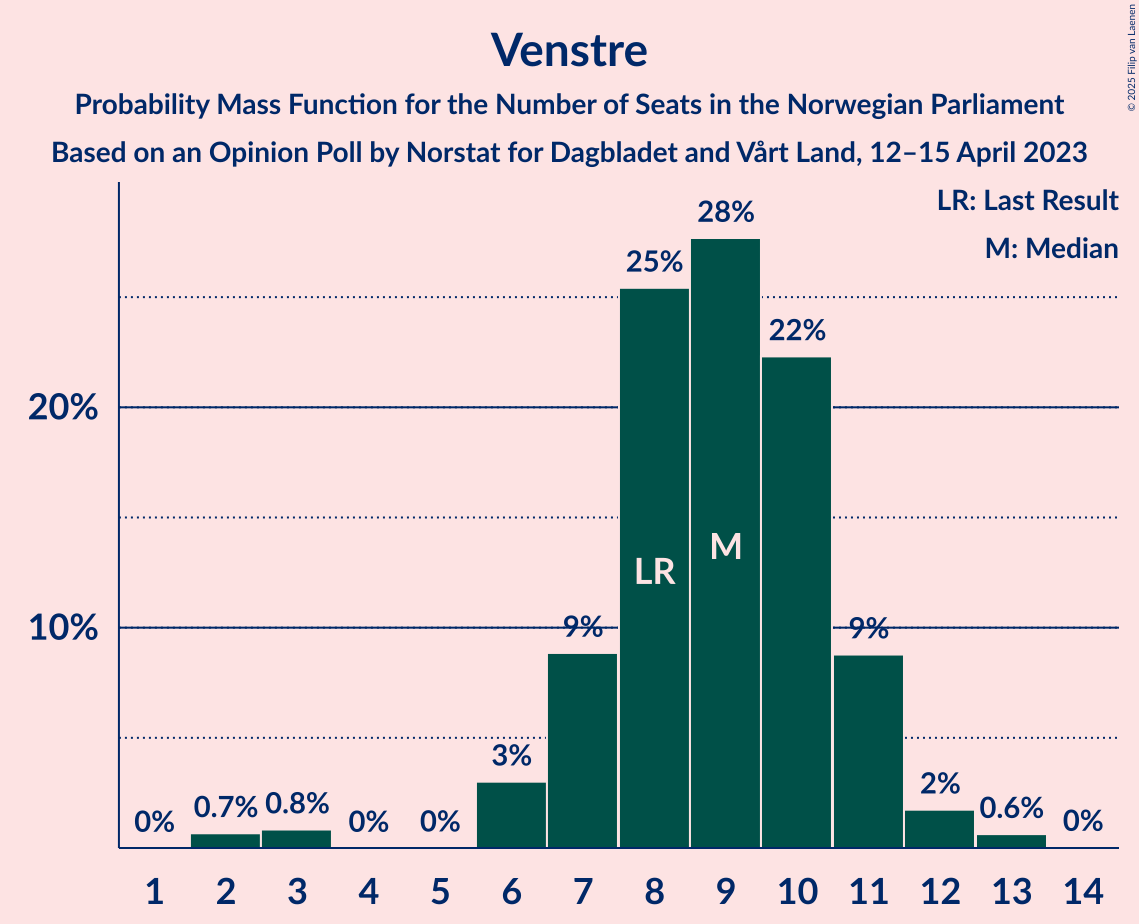 © 2025 Filip van Laenen
Venstre
Probability Mass Function for the Number of Seats in the Norwegian Parliament
Based on an Opinion Poll by Norstat for Dagbladet and Vårt Land, 12–15 April 2023
LR: Last Result
M: Median
20%
10%
0%
0.7%
0.8%
0%
0%
3%
9%
25%
28%
22%
9%
2%
0.6%
0%
LR
M
1 2 3 4 5 6 7 8 9 10 11 12 13 14